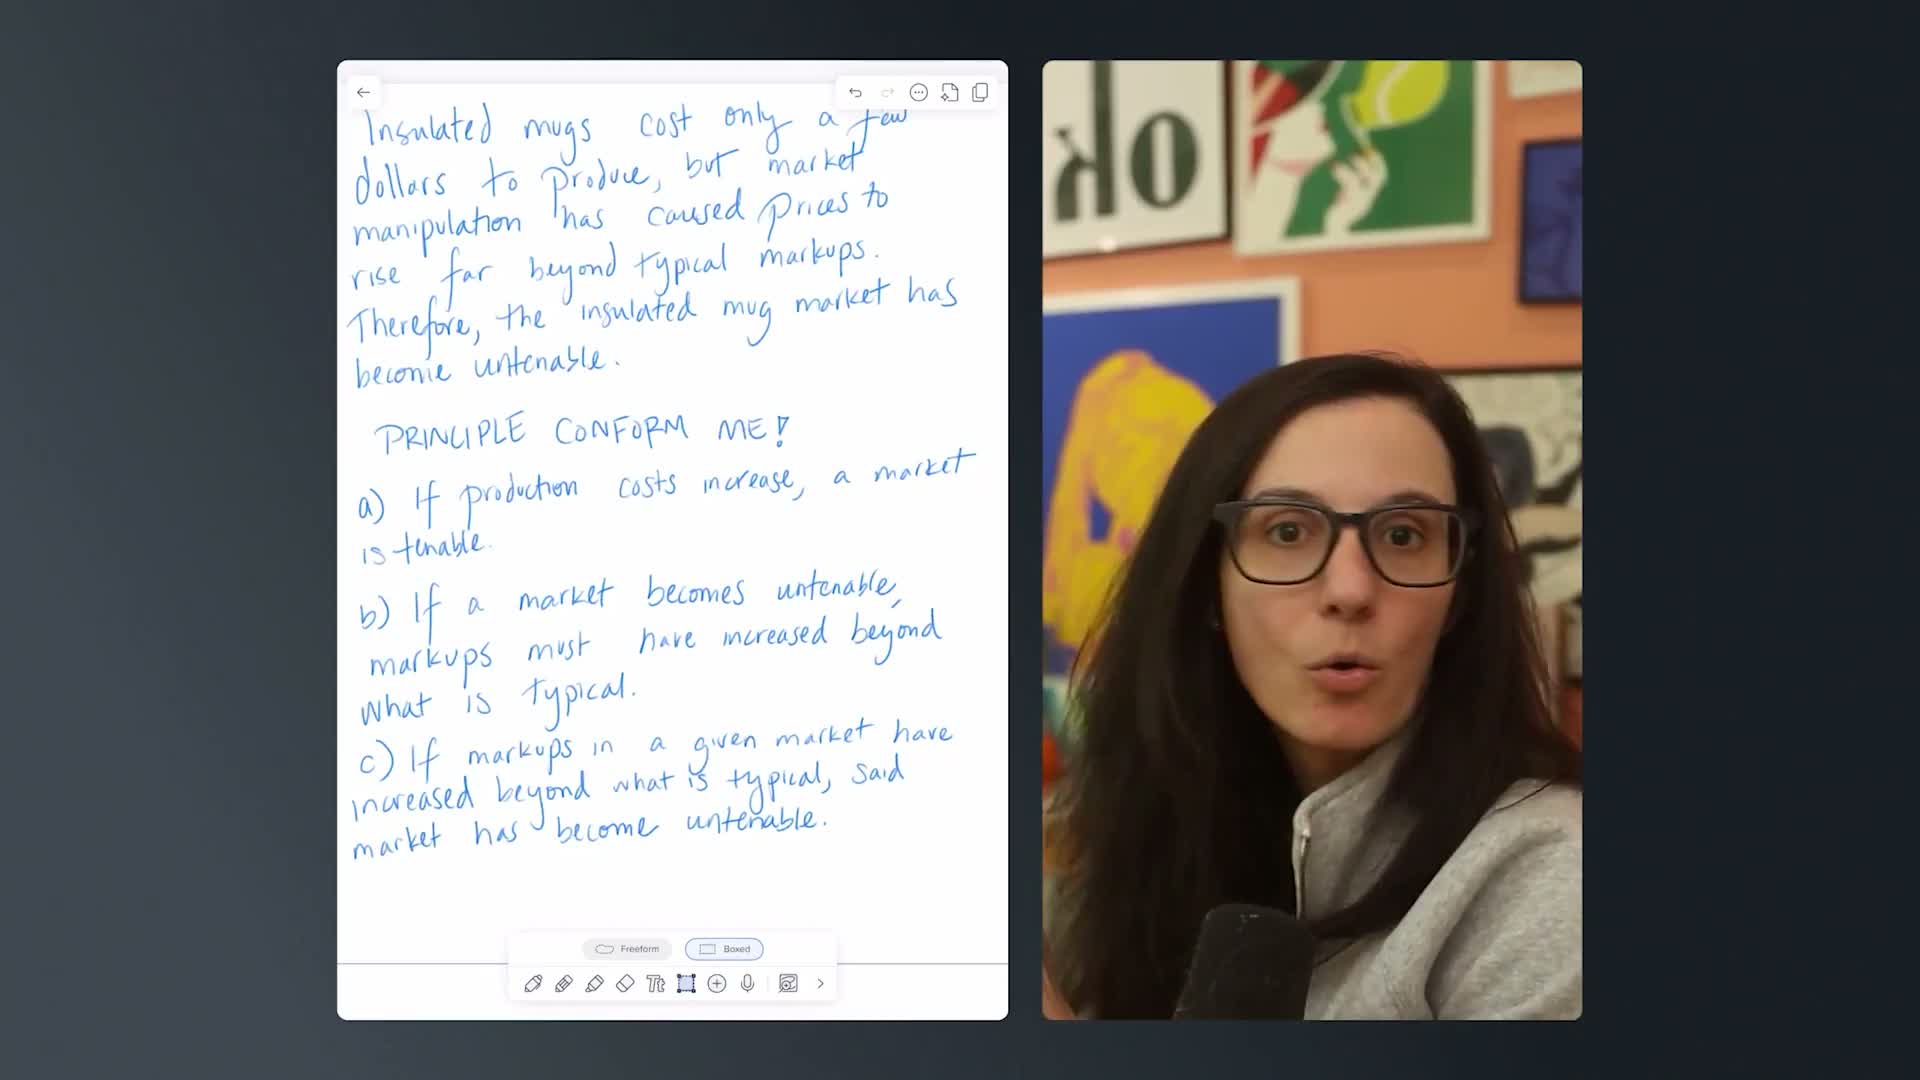 Insulated mugs cost only a few
dollars to produce, but market
manipulation has caused prices to
rise far beyond typical markups.
Therefore, the insulated mug market has
become untenable.
PRINCIPLE CONFORM ME!
a) If production costs increase, a market
is tenable.
b) If a market becomes untenable,
markups must have increased beyond
what is typical.
c) If markups in a given market have
increased beyond what is typical, said
market has become untenable.
Freeform Boxed
Tt
ok